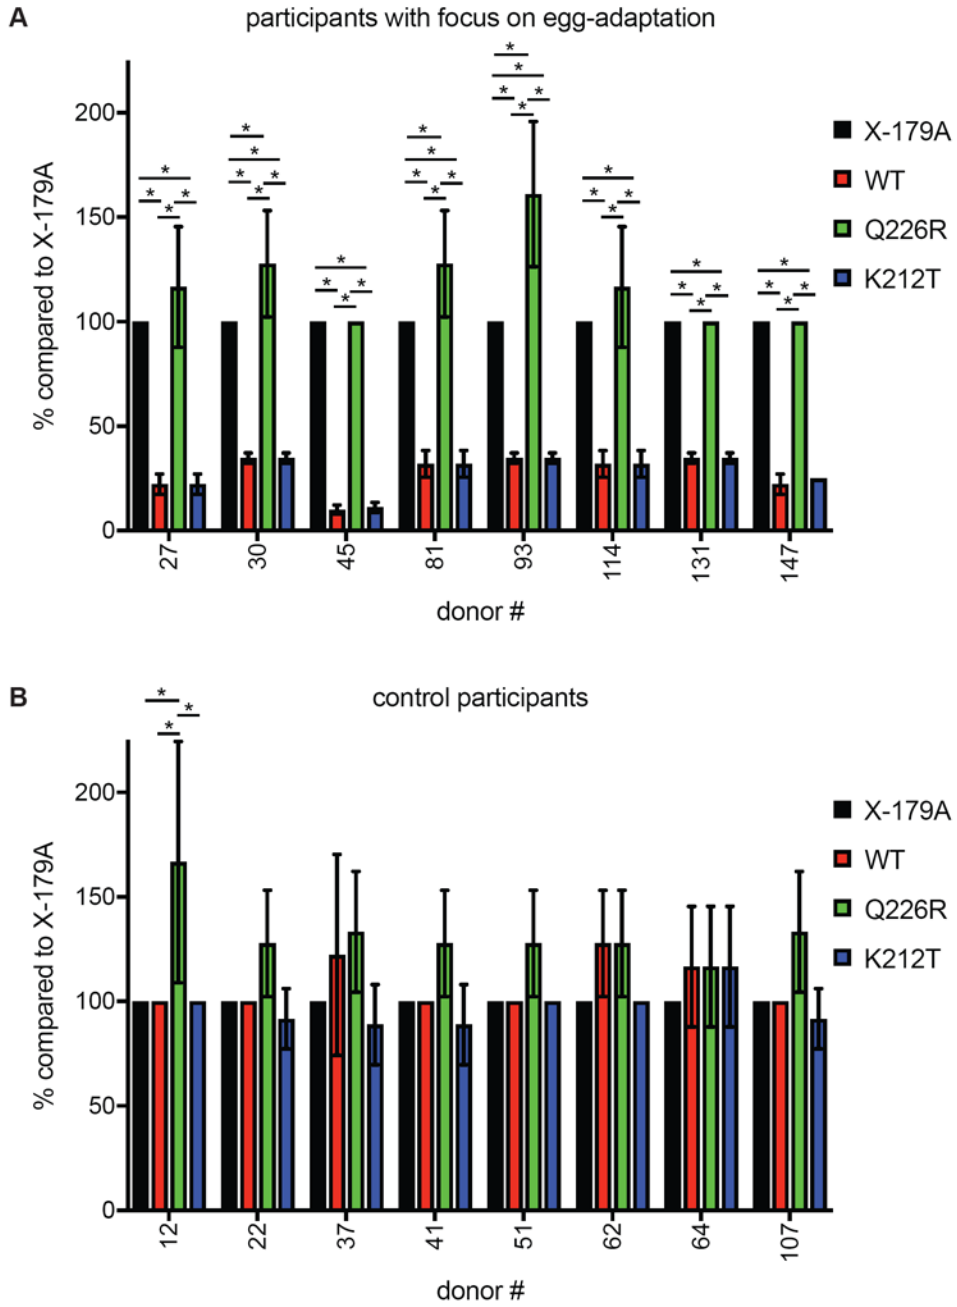 A
participants with focus on egg-adaptation
% compared to X-179A
200
150
100
50
0
27
30
45
81
93
114
131
147
donor #
X-179A
WT
Q226R
K212T
* * * *
* * * * *
* * * *
* * * * *
* * * * *
* * * *
* * * *
* * * *
B
control participants
% compared to X-179A
200
150
100
50
0
12
22
37
41
51
62
64
107
donor #
X-179A
WT
Q226R
K212T
* * *